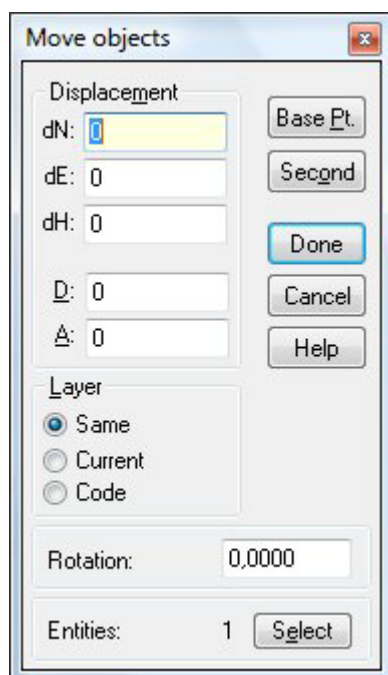 Move objects
Displacement
dN: 0
Base Pt.
dE: 0
Second
dH: 0
Done
D: 0
Cancel
A: 0
Help
Layer
Same
Current
Code
Rotation: 0,0000
Entities: 1 Select